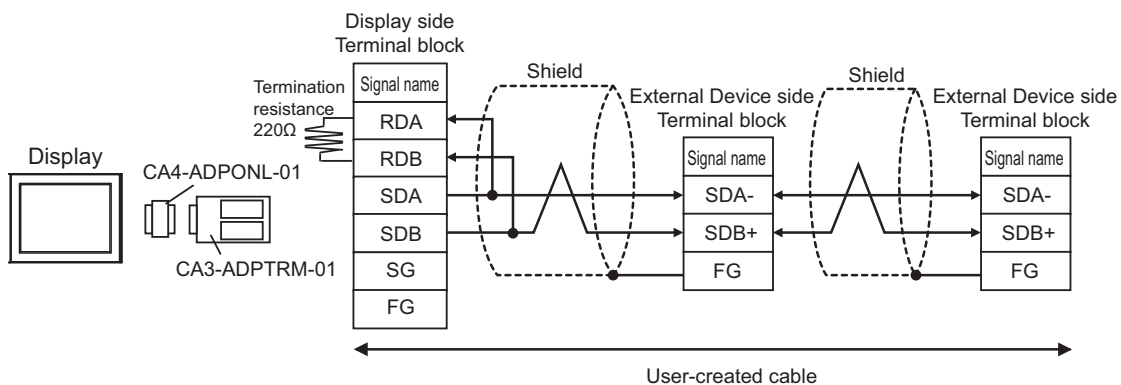 Display side
Terminal block
Signal name
RDA
RDB
SDA
SDB
SG
FG
Termination
resistance
220Ω
Display
CA4-ADPONL-01
CA3-ADPTRM-01
Shield
External Device side
Terminal block
Signal name
SDA-
SDB+
FG
Shield
External Device side
Terminal block
Signal name
SDA-
SDB+
FG
User-created cable